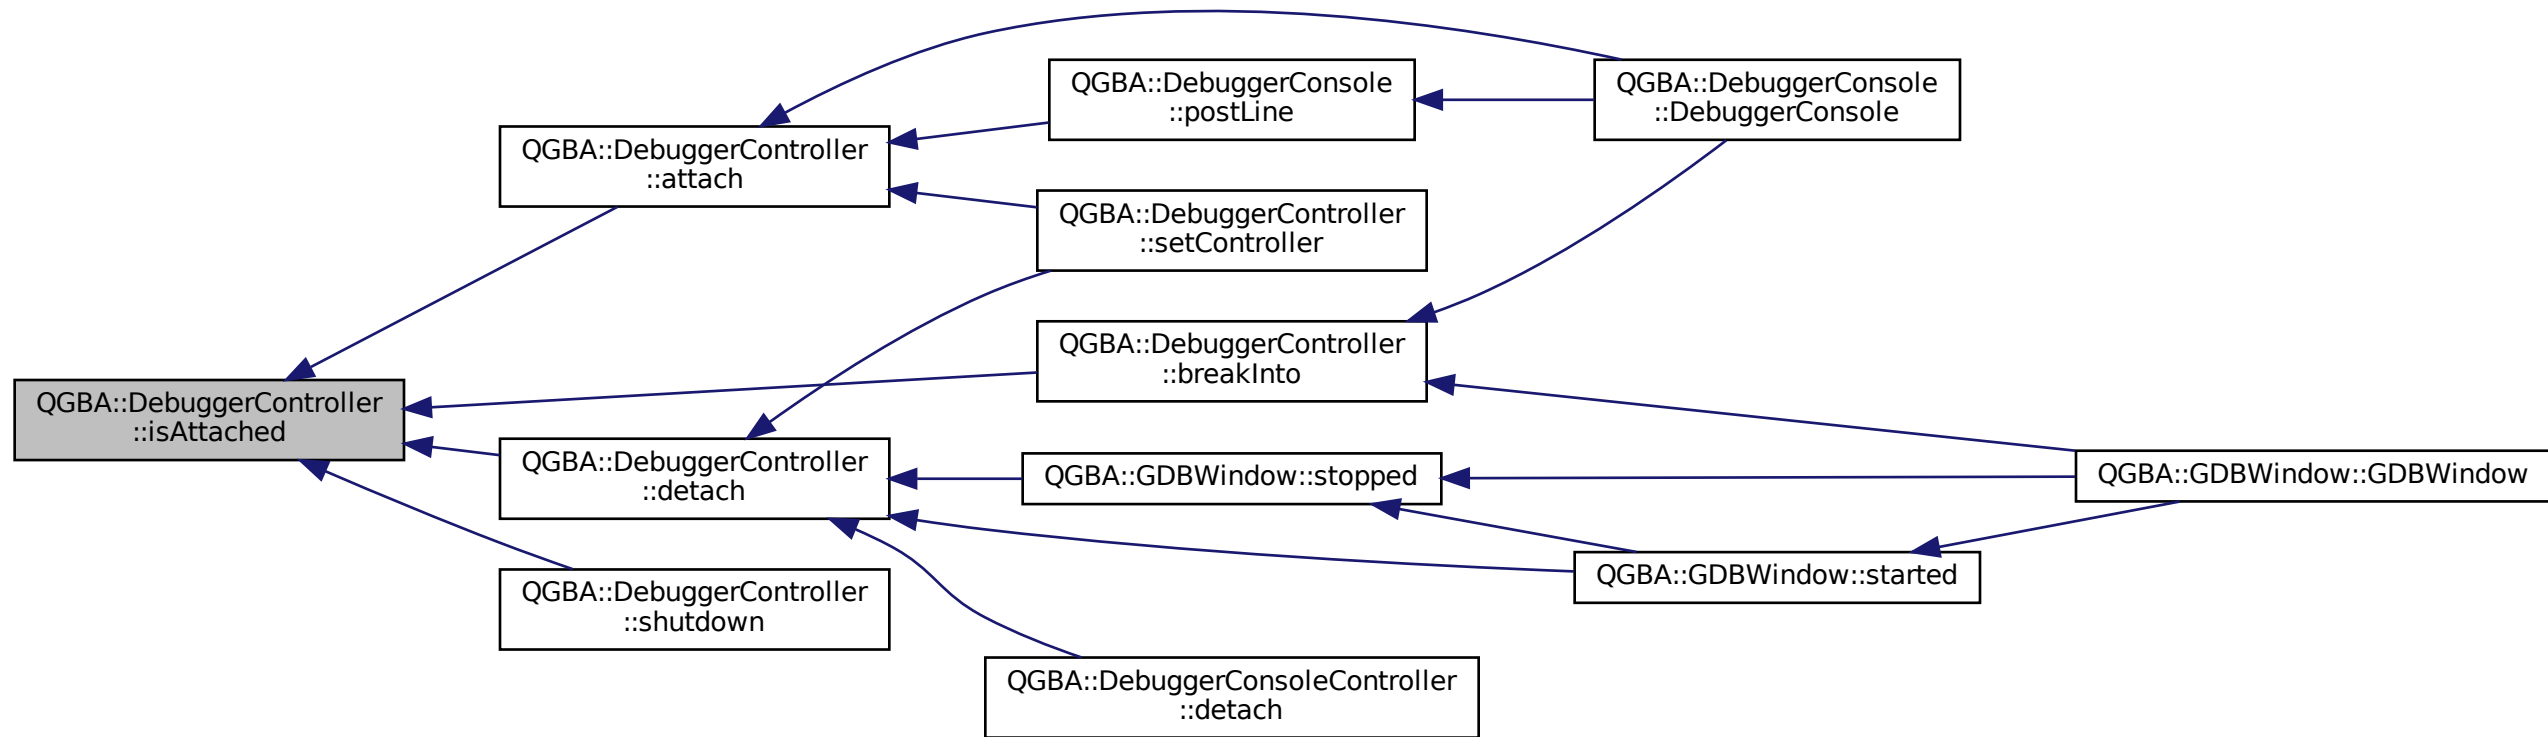 QGBA::DebuggerController
::isAttached
QGBA::DebuggerController
::attach
QGBA::DebuggerConsole
::postLine
QGBA::DebuggerConsole
::DebuggerConsole
QGBA::DebuggerController
::setController
QGBA::DebuggerController
::breakInto
QGBA::DebuggerController
::detach
QGBA::GDBWindow::stopped
QGBA::GDBWindow::GDBWindow
QGBA::GDBWindow::started
QGBA::DebuggerController
::shutdown
QGBA::DebuggerConsoleController
::detach